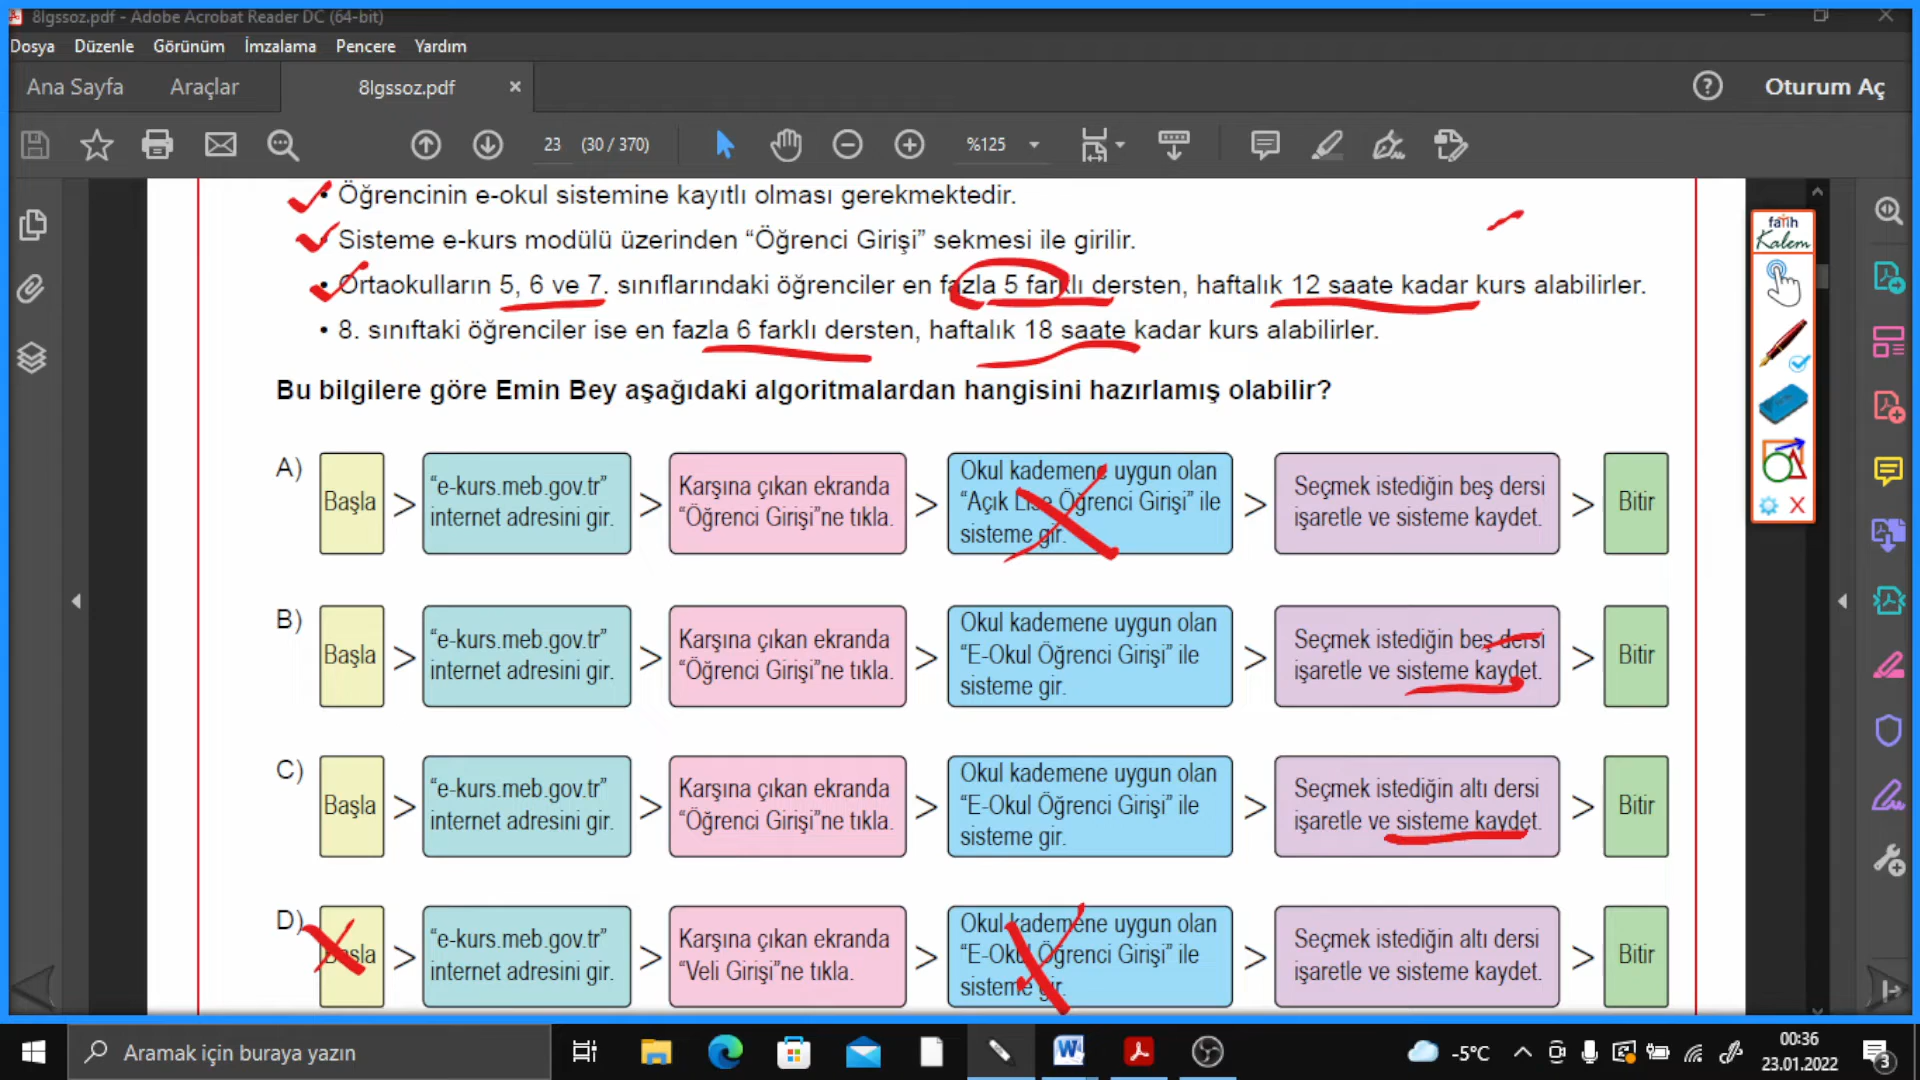 8lgssoz.pdf - Adobe Acrobat Reader DC (64-bit)
Dosya Düzenle Görünüm İmzalama Pencere Yardım
Ana Sayfa Araçlar 8lgssoz.pdf × ? Oturum Aç
23 (30 / 370) %125
• Öğrencinin e-okul sistemine kayıtlı olması gerekmektedir.
• Sisteme e-kurs modülü üzerinden “Öğrenci Girişi” sekmesi ile girilir.
• Ortaokulların 5, 6 ve 7. sınıflarındaki öğrenciler en fazla 5 farklı dersten, haftalık 12 saate kadar kurs alabilirler.
• 8. sınıftaki öğrenciler ise en fazla 6 farklı dersten, haftalık 18 saate kadar kurs alabilirler.
Bu bilgilere göre Emin Bey aşağıdaki algoritmalardan hangisini hazırlamış olabilir?
A)
Başla
>
“e-kurs.meb.gov.tr”
internet adresini gir.
>
Karşına çıkan ekranda
“Öğrenci Girişi”ne tıkla.
>
Okul kademene uygun olan
“Açık Lise Öğrenci Girişi” ile
sisteme gir.
>
Seçmek istediğin beş dersi
işaretle ve sisteme kaydet.
>
Bitir
B)
Başla
>
“e-kurs.meb.gov.tr”
internet adresini gir.
>
Karşına çıkan ekranda
“Öğrenci Girişi”ne tıkla.
>
Okul kademene uygun olan
“E-Okul Öğrenci Girişi” ile
sisteme gir.
>
Seçmek istediğin beş dersi
işaretle ve sisteme kaydet.
>
Bitir
C)
Başla
>
“e-kurs.meb.gov.tr”
internet adresini gir.
>
Karşına çıkan ekranda
“Öğrenci Girişi”ne tıkla.
>
Okul kademene uygun olan
“E-Okul Öğrenci Girişi” ile
sisteme gir.
>
Seçmek istediğin altı dersi
işaretle ve sisteme kaydet.
>
Bitir
D)
Başla
>
“e-kurs.meb.gov.tr”
internet adresini gir.
>
Karşına çıkan ekranda
“Veli Girişi”ne tıkla.
>
Okul kademene uygun olan
“E-Okul Öğrenci Girişi” ile
sisteme gir.
>
Seçmek istediğin altı dersi
işaretle ve sisteme kaydet.
>
Bitir
fatih
Kalem
X
Aramak için buraya yazın
-5°C
00:36
23.01.2022
3